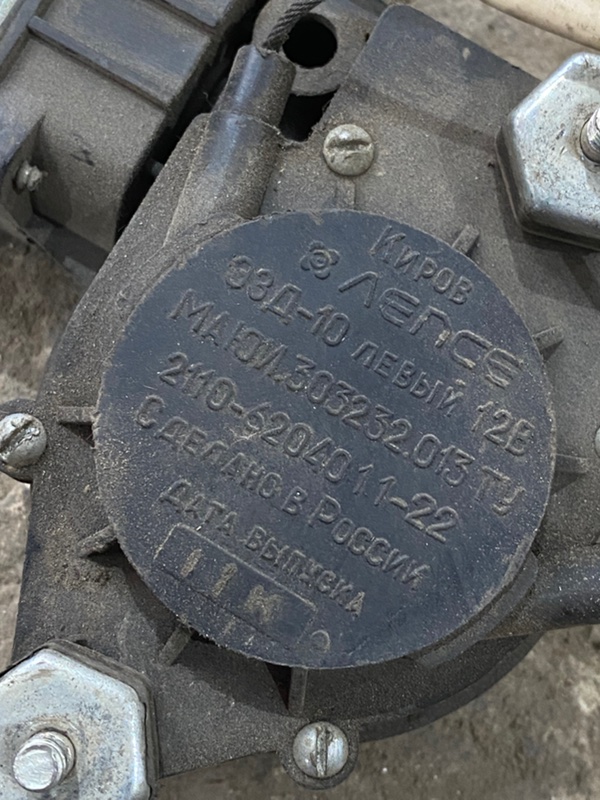 Киров
ЛЕПСЕ
ЭЗД-10 ЛЕВЫЙ 12В
МАЮИ.303232.013 ТУ
2110-6204011-22
СДЕЛАНО В РОССИИ
ДАТА ВЫПУСКА